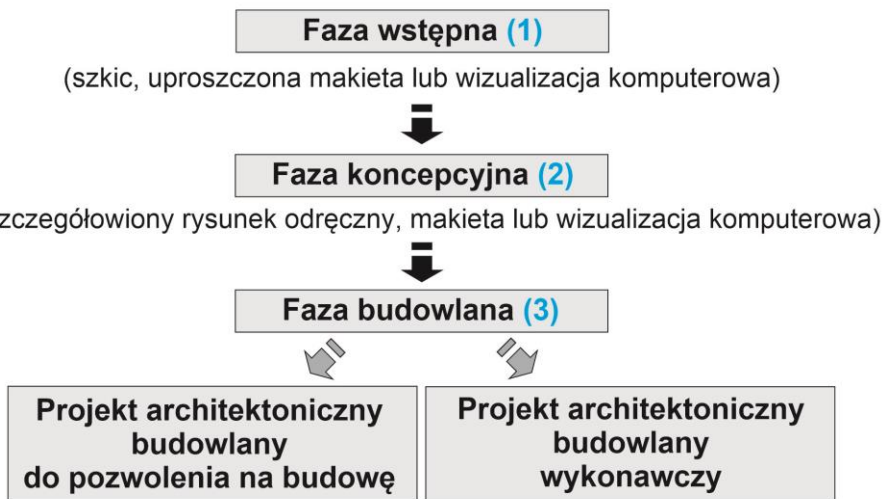 Faza wstępna (1)
(szkic, uproszczona makieta lub wizualizacja komputerowa)
Faza koncepcyjna (2)
zczegółowiony rysunek odręczny, makieta lub wizualizacja komputerowa)
Faza budowlana (3)
Projekt architektoniczny
budowlany
do pozwolenia na budowę
Projekt architektoniczny
budowlany
wykonawczy